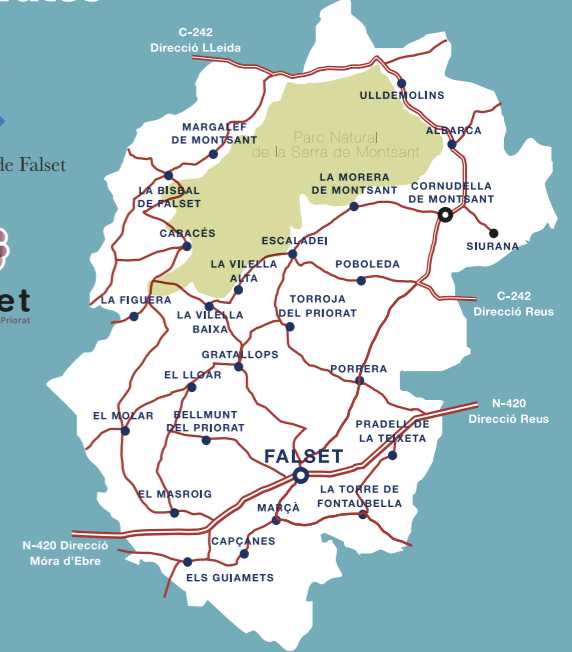 C-242
Direcció LLeida
ULLDEMOLINS
MARGALEF
DE MONTSANT
ALBARCA
Parc Natural
de la Serra de Montsant
de Falset
LA MORERA
DE MONTSANT
CORNUDELLA
DE MONTSANT
LA BISBAL
DE FALSET
CABACÉS
ESCALADEI
SIURANA
LA VILELLA
ALTA
POBOLEDA
et
Priorat
LA FIGUERA
LA VILELLA
BAIXA
TORROJA
DEL PRIORAT
C-242
Direcció Reus
GRATALLOPS
EL LLOAR
PORRERA
N-420
Direcció Reus
EL MOLAR
BELLMUNT
DEL PRIORAT
PRADELL DE
LA TEIXETA
FALSET
EL MASROIG
LA TORRE DE
FONTAUBELLA
MARÇÀ
N-420 Direcció
Móra d'Ebre
CAPÇANES
ELS GUIAMETS